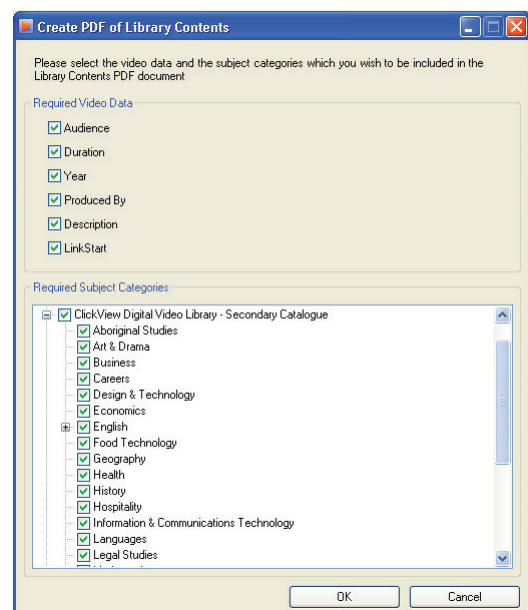 Create PDF of Library Contents
Please select the video data and the subject categories which you wish to be included in the
Library Contents PDF document
Required Video Data
Audience
Duration
Year
Produced By
Description
LinkStart
Required Subject Categories
ClickView Digital Video Library - Secondary Catalogue
Aboriginal Studies
Art & Drama
Business
Careers
Design & Technology
Economics
English
Food Technology
Geography
Health
History
Hospitality
Information & Communications Technology
Languages
Legal Studies
OK Cancel